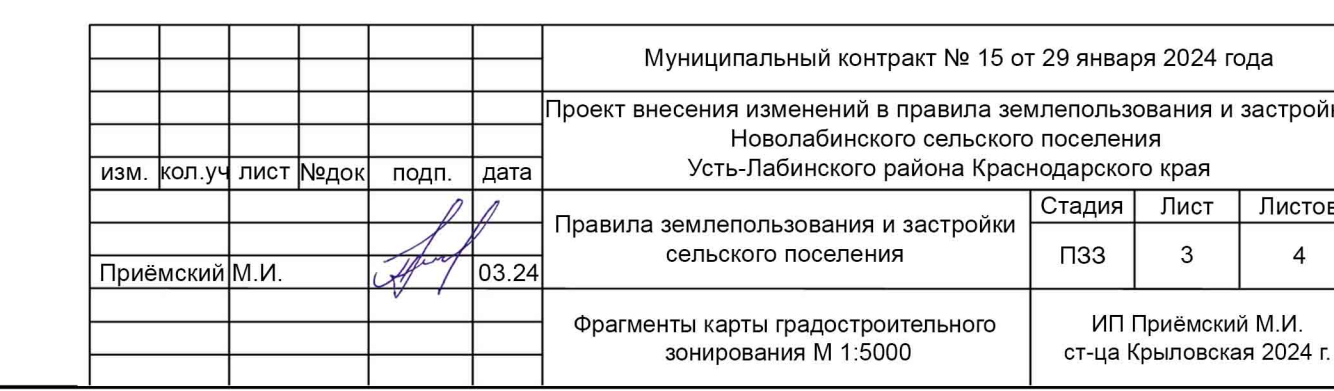 Муниципальный контракт № 15 от 29 января 2024 года
Проект внесения изменений в правила землепользования и застрой
Новолабинского сельского поселения
Усть-Лабинского района Краснодарского края
изм. кол.уч лист №док подп. дата
Правила землепользования и застройки
сельского поселения
Стадия Лист Листов
ПЗЗ 3 4
Приёмский М.И. 03.24
Фрагменты карты градостроительного
зонирования М 1:5000
ИП Приёмский М.И.
ст-ца Крыловская 2024 г.